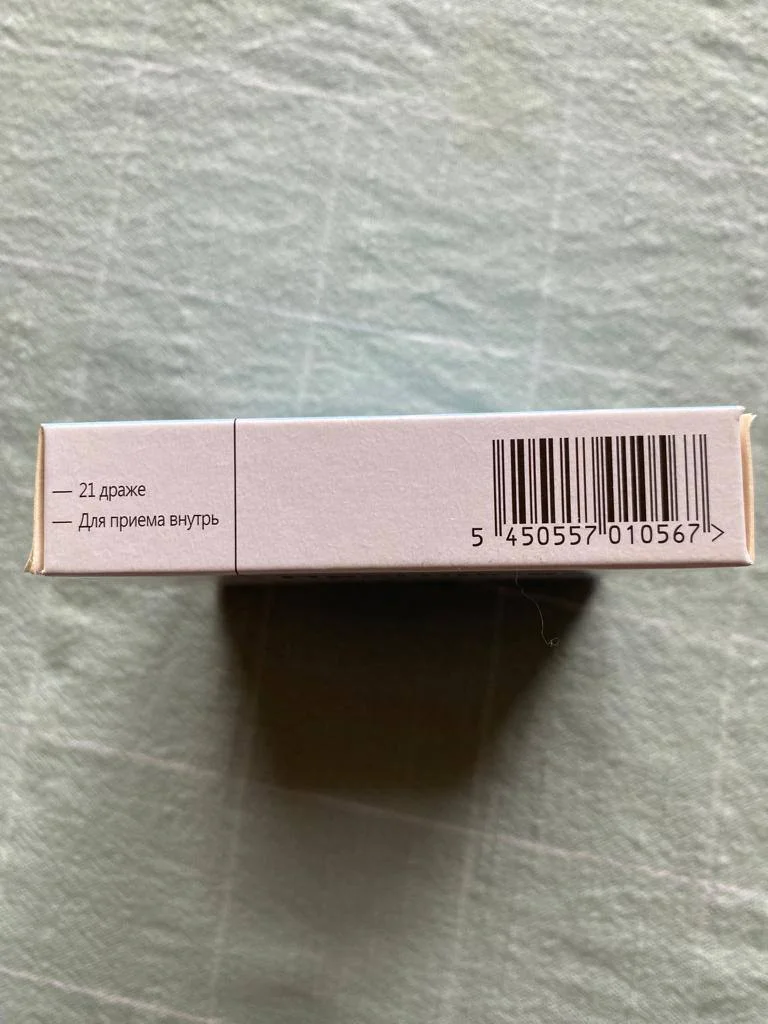 — 21 драже
— Для приема внутрь
5 450557 010567 >